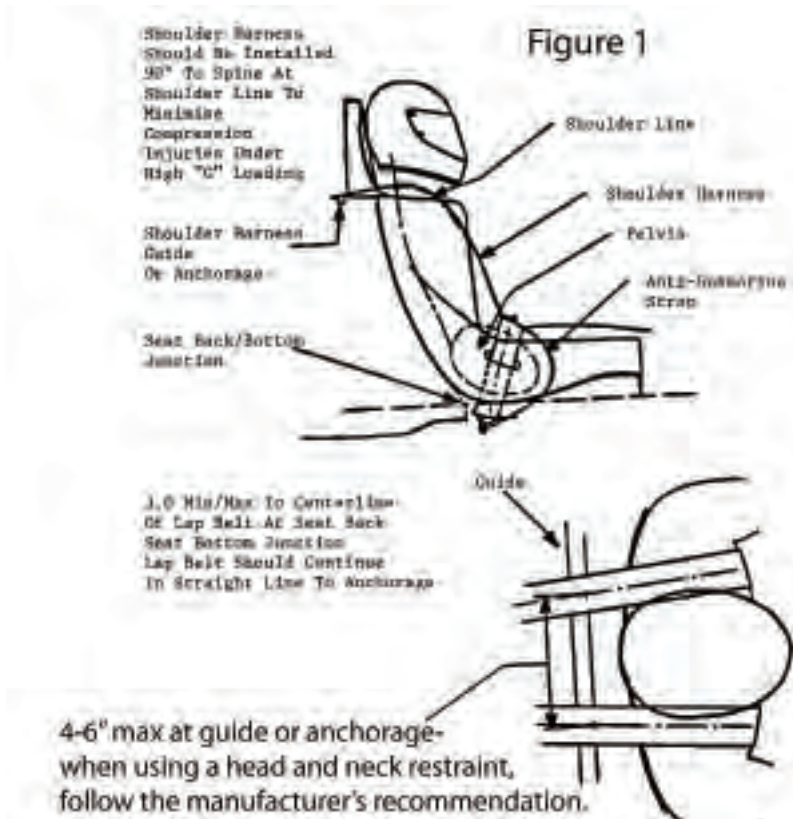 Figure 1
Shoulder Harness
Should Be Installed
90° To Spine At
Shoulder Line To
Minimise
Compression
Injuries Under
High "G" Loading
Shoulder Line
Shoulder Harness
Shoulder Harness
Guide
Or Anchorage
Pelvis
Anti-Submarine
Strap
Seat Back/Bottom
Junction
Guide
3.0 Min/Max To Centerline
Of Lap Belt At Seat Back
Seat Bottom Junction
Lap Belt Should Continue
In Straight Line To Anchorage
4-6" max at guide or anchorage-
when using a head and neck restraint,
follow the manufacturer's recommendation.